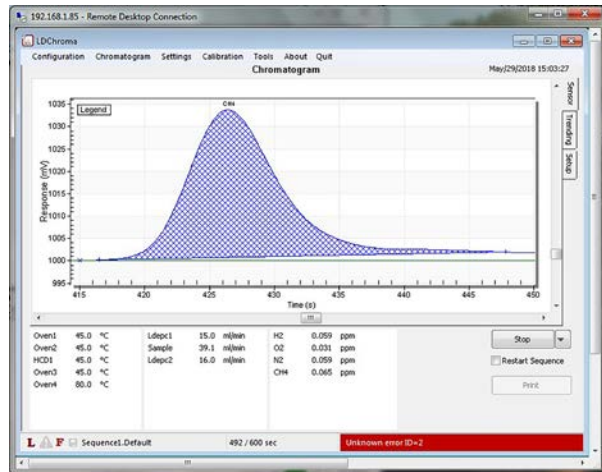 192.168.1.85 - Remote Desktop Connection
LDChroma
Configuration Chromatogram Settings Calibration Tools About Quit
Chromatogram May/29/2018 15:03:27
Legend
CH4
Response (mV)
1035
1030
1025
1020
1015
1010
1005
1000
995
415 420 425 430 435 440 445 450
Time (s)
Sensor
Trending
Setup
Oven1 45.0 °C Ldepc1 15.0 ml/min H2 0.059 ppm
Oven2 45.0 °C Sample 39.1 ml/min O2 0.031 ppm
HCD1 45.0 °C Ldepc2 16.0 ml/min N2 0.059 ppm
Oven3 45.0 °C CH4 0.065 ppm
Oven4 80.0 °C
Stop
Restart Sequence
Print
L F Sequence1.Default 492 / 600 sec Unknown error ID=2